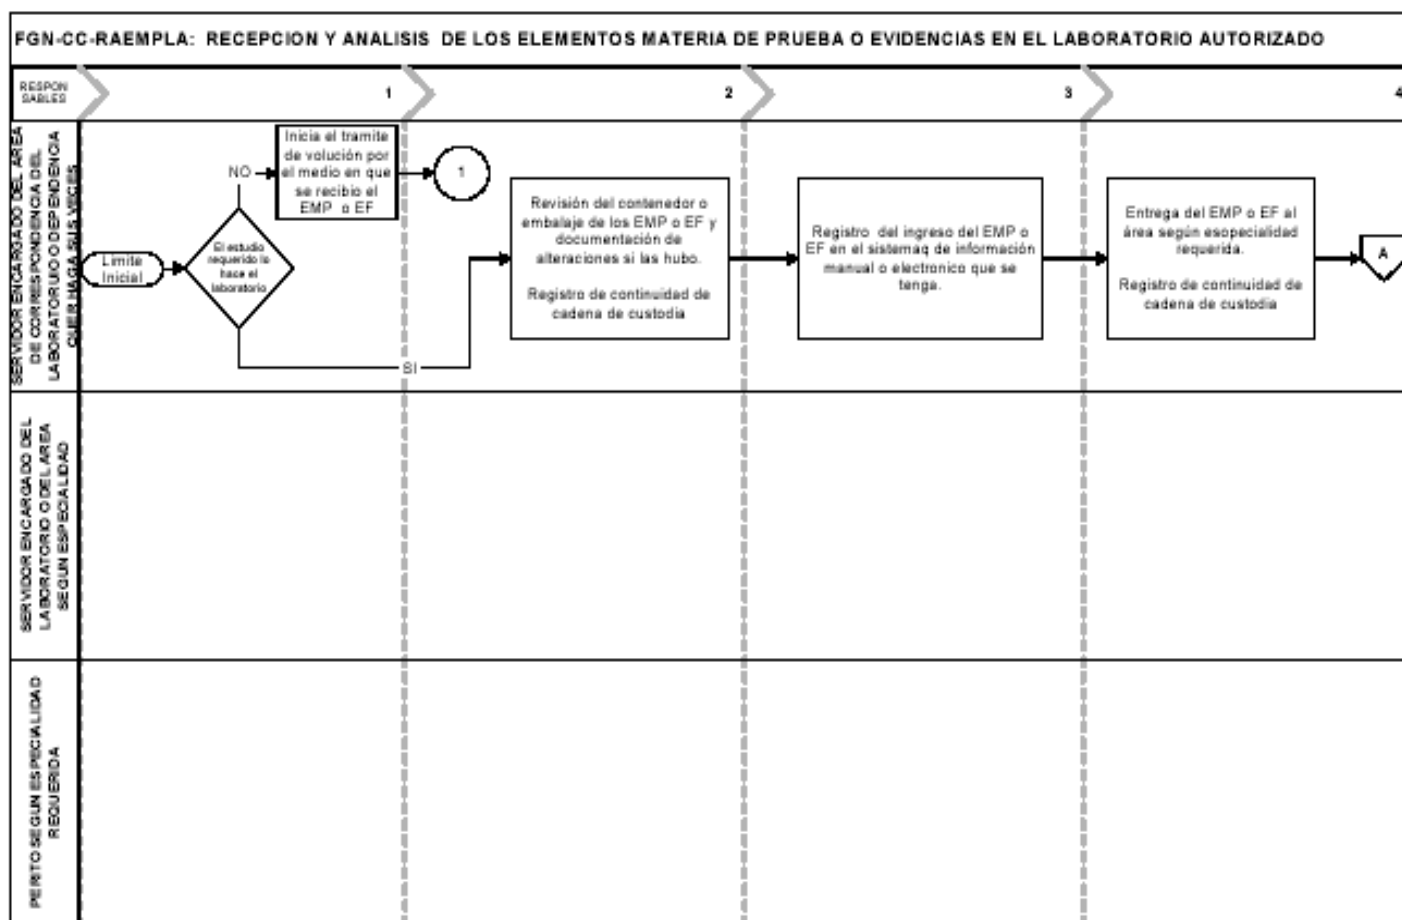 FGN-CC-RAEMPLA: RECEPCION Y ANALISIS DE LOS ELEMENTOS MATERIA DE PRUEBA O EVIDENCIAS EN EL LABORATORIO AUTORIZADO
RESPON
SABLES
1
2
3
4
SERVIDOR ENCARGADO DEL AREA
DE CORRESPONDENCIA DEL
LABORATORIJO O DEPENDENCIA
QUER HAGA SUS VECES
Limite
Inicial
El estudio
requerido lo
hace el
laboratorio
NO
Inicia el tramite
de volución por
el medio en que
se recibio el
EMP o EF
1
SI
Revisión del contenedor o
embalaje de los EMP o EF y
documentación de
alteraciones si las hubo.
Registro de continuidad de
cadena de custodia
Registro del ingreso del EMP o
EF en el sistemaq de información
manual o electronico que se
tenga.
Entrega del EMP o EF al
área según esopecialidad
requerida.
Registro de continuidad de
cadena de custodia
A
SERVIDOR ENCARGADO DEL
LABORATORIO O DEL AREA
SEGUN ESPECIALIDAD
PERITO SEGUN ESPECIALIDAD
REQUERIDA